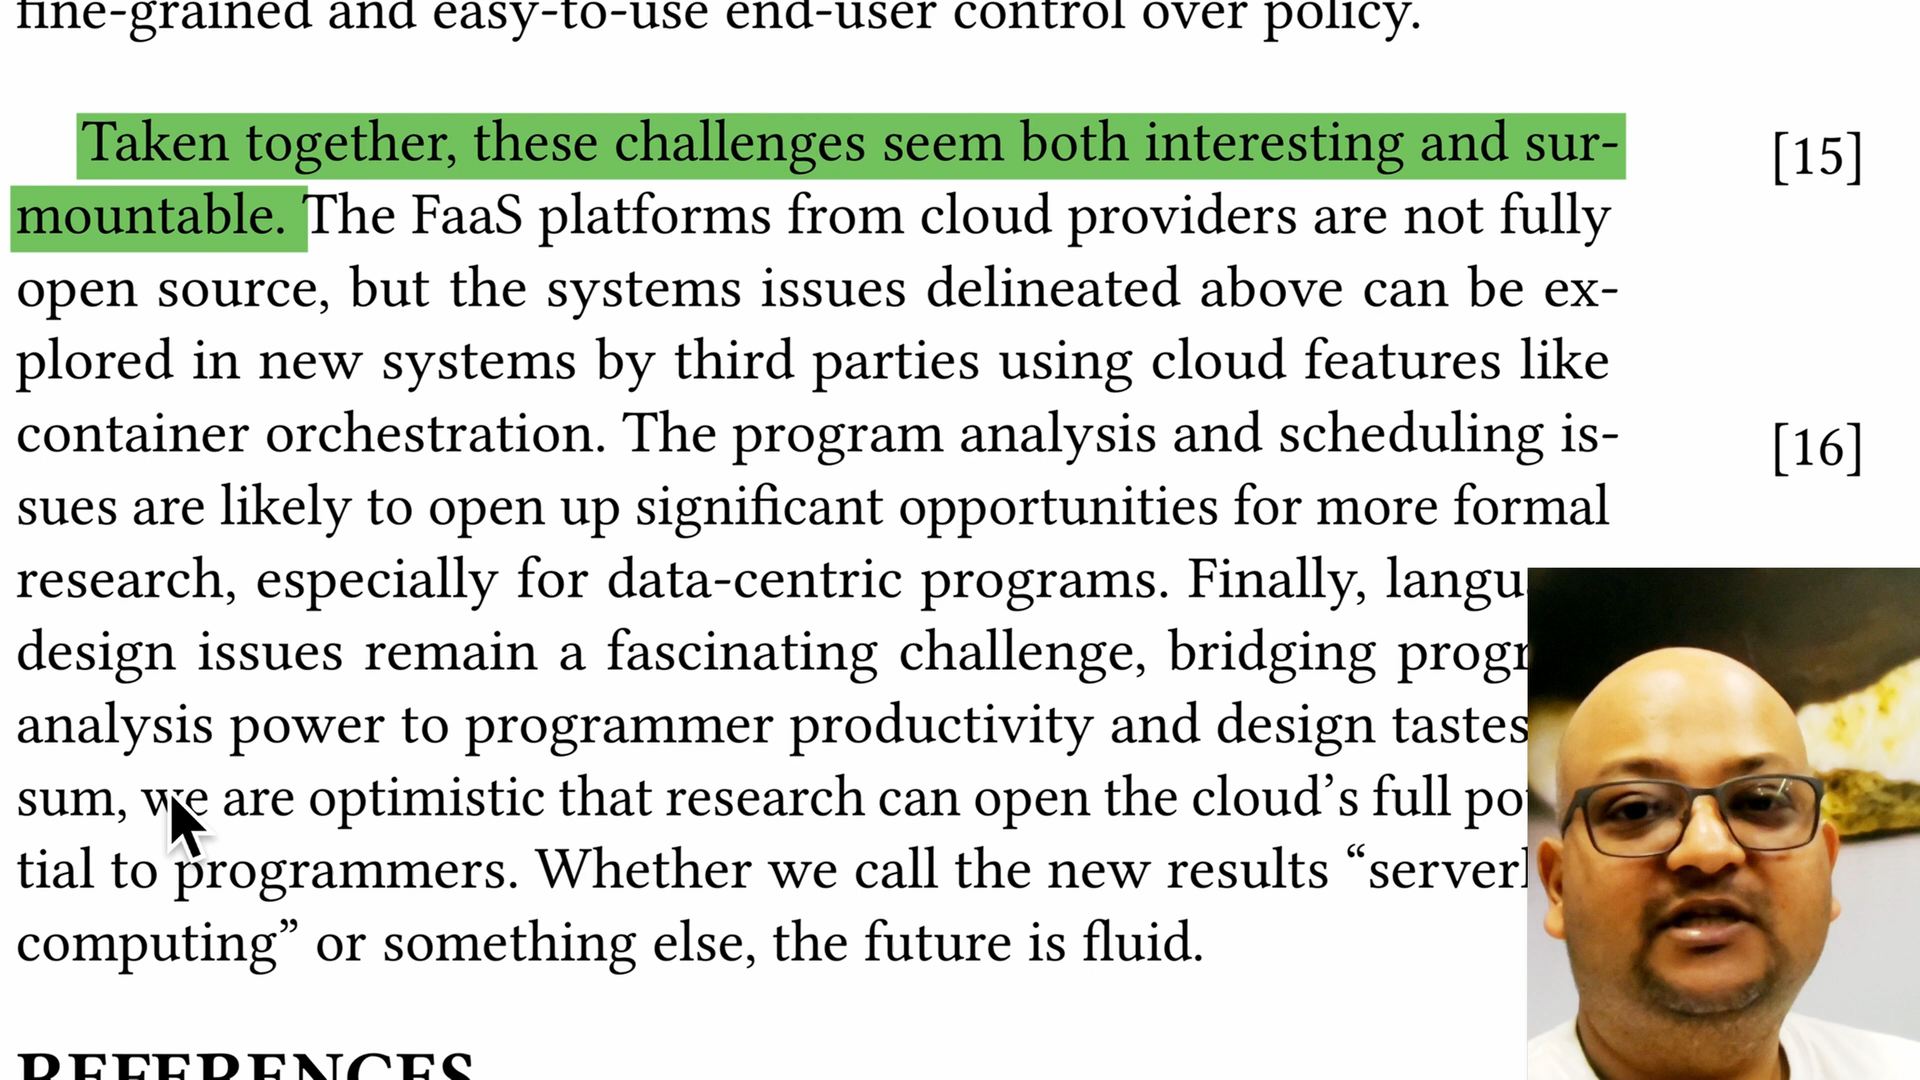 fine-grained and easy-to-use end-user control over policy.
Taken together, these challenges seem both interesting and sur-
mountable. The FaaS platforms from cloud providers are not fully
open source, but the systems issues delineated above can be ex-
plored in new systems by third parties using cloud features like
container orchestration. The program analysis and scheduling is-
sues are likely to open up significant opportunities for more formal
research, especially for data-centric programs. Finally,
design issues remain a fascinating challenge, bridging
analysis power to programmer productivity and design tastes
sum, we are optimistic that research can open the cloud’s full
tial to programmers. Whether we call the new results
computing” or something else, the future is fluid.
REFERENCES
[15]
[16]